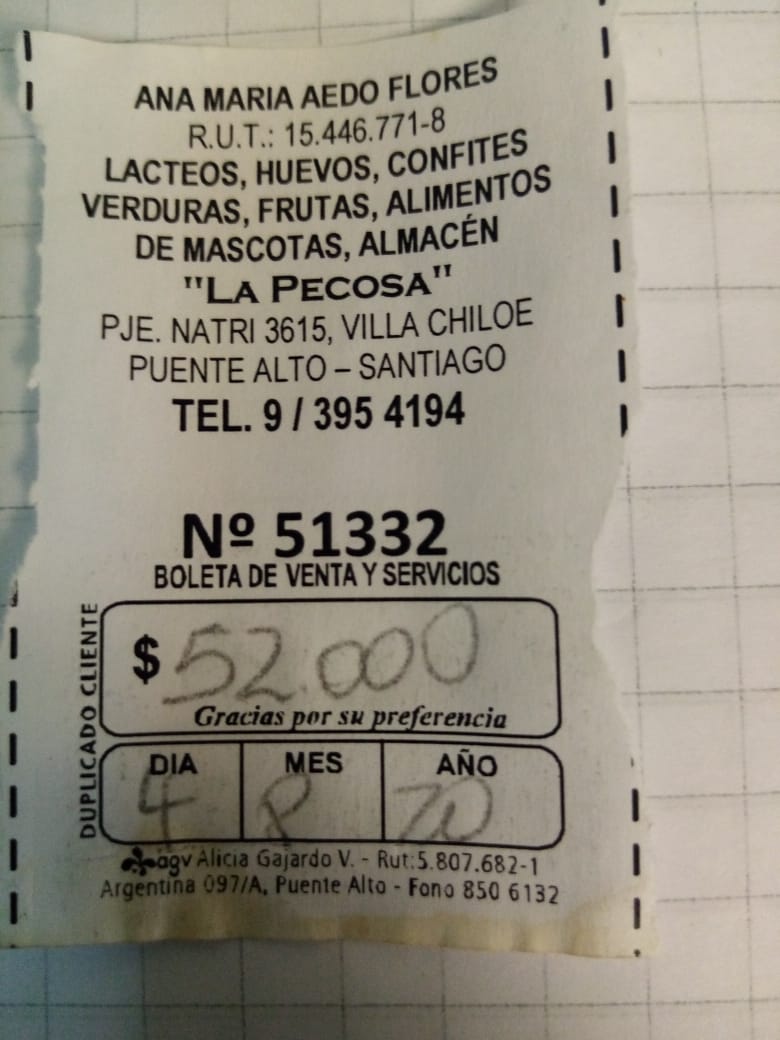 ANA MARIA AEDO FLORES
R.U.T.: 15.446.771-8
LACTEOS, HUEVOS, CONFITES
VERDURAS, FRUTAS, ALIMENTOS
DE MASCOTAS, ALMACÉN
"LA PECOSA"
PJE. NATRI 3615, VILLA CHILOE
PUENTE ALTO – SANTIAGO
TEL. 9 / 395 4194
Nº 51332
BOLETA DE VENTA Y SERVICIOS
DUPLICADO CLIENTE
$ 52.000
Gracias por su preferencia
DIA MES AÑO
4 8 20
agv Alicia Gajardo V. - Rut:5.807.682-1
Argentina 097/A, Puente Alto - Fono 850 6132